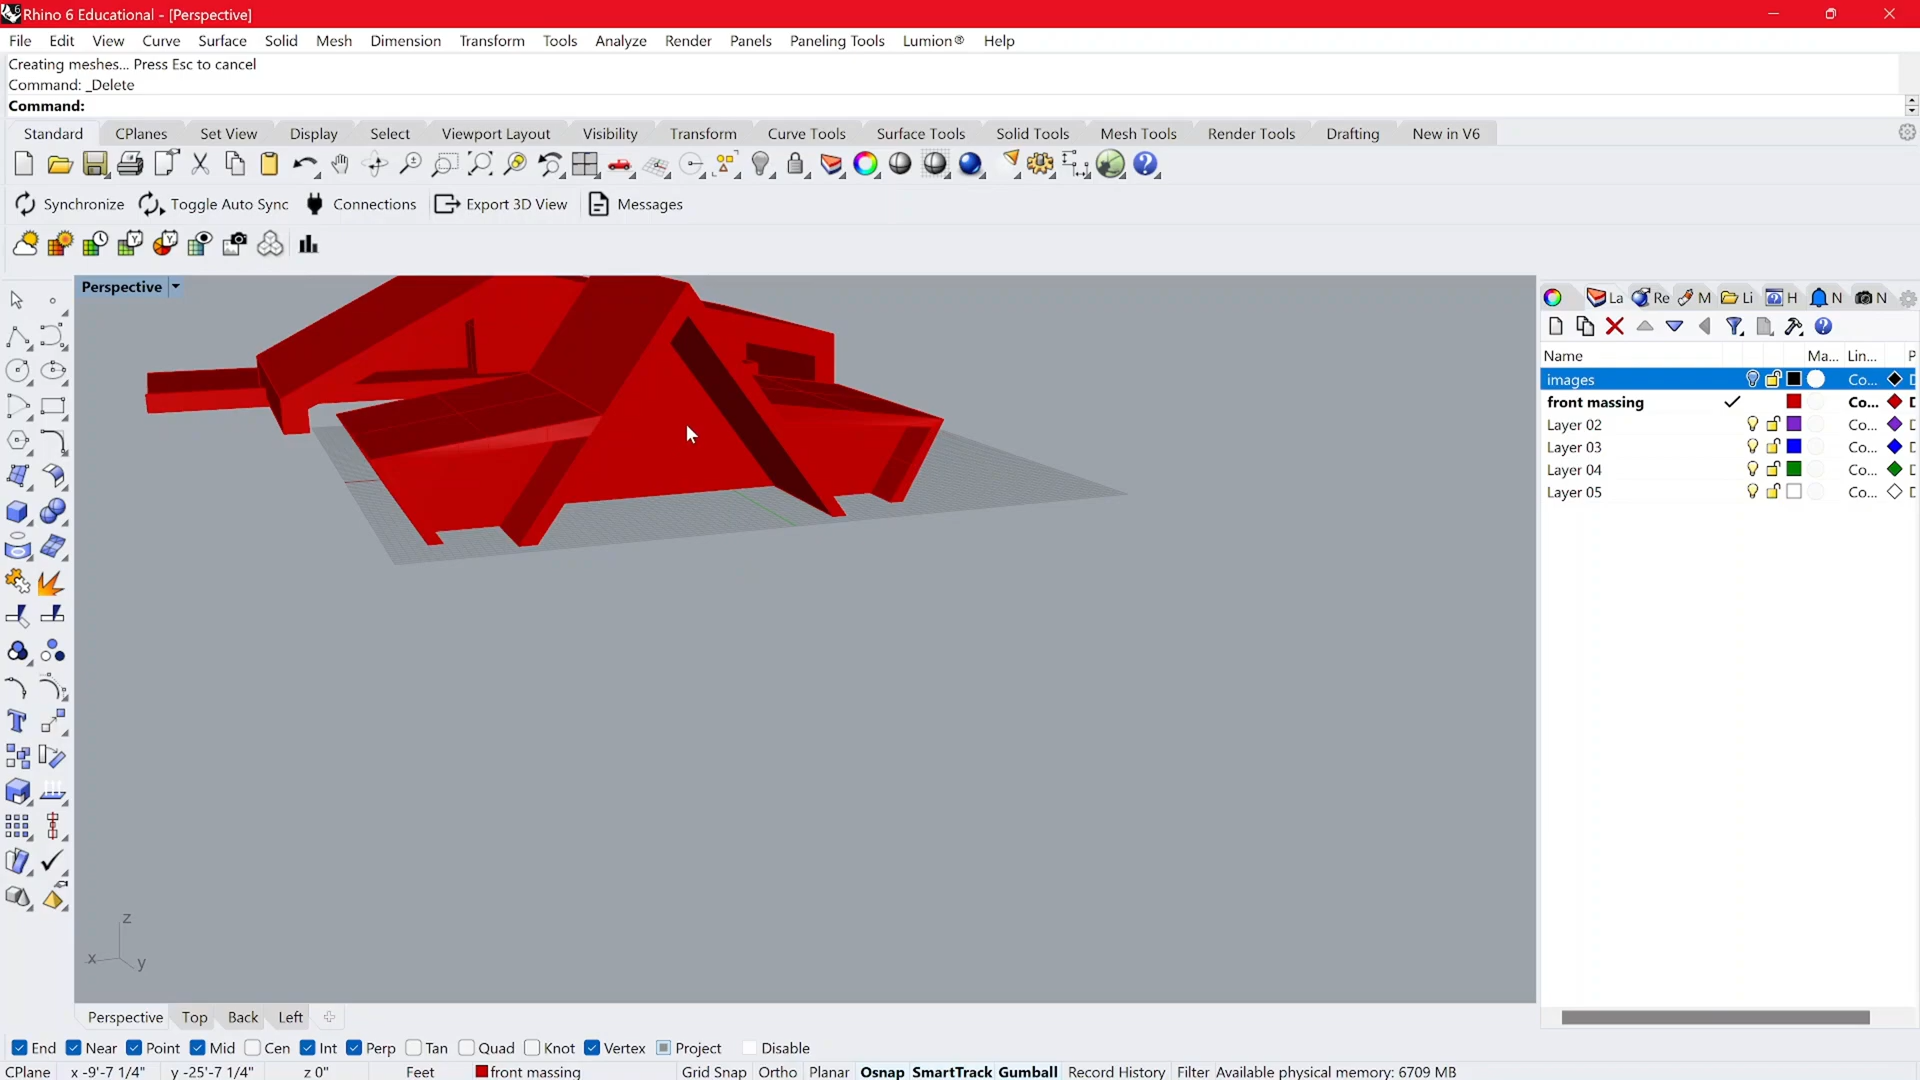 Rhino 6 Educational - [Perspective]
File Edit View Curve Surface Solid Mesh Dimension Transform Tools Analyze Render Panels Paneling Tools Lumion® Help
Creating meshes... Press Esc to cancel
Command: _Delete
Command:
Standard CPlanes Set View Display Select Viewport Layout Visibility Transform Curve Tools Surface Tools Solid Tools Mesh Tools Render Tools Drafting New in V6
Synchronize Toggle Auto Sync Connections Export 3D View Messages
Perspective
La Re M Li H N N
Name Ma... Lin... P
images Co... D
front massing Co... D
Layer 02 Co... D
Layer 03 Co... D
Layer 04 Co... D
Layer 05 Co... D
z
x y
Perspective Top Back Left
End Near Point Mid Cen Int Perp Tan Quad Knot Vertex Project Disable
CPlane x -9'-7 1/4" y -25'-7 1/4" z 0" Feet front massing Grid Snap Ortho Planar Osnap SmartTrack Gumball Record History Filter Available physical memory: 6709 MB